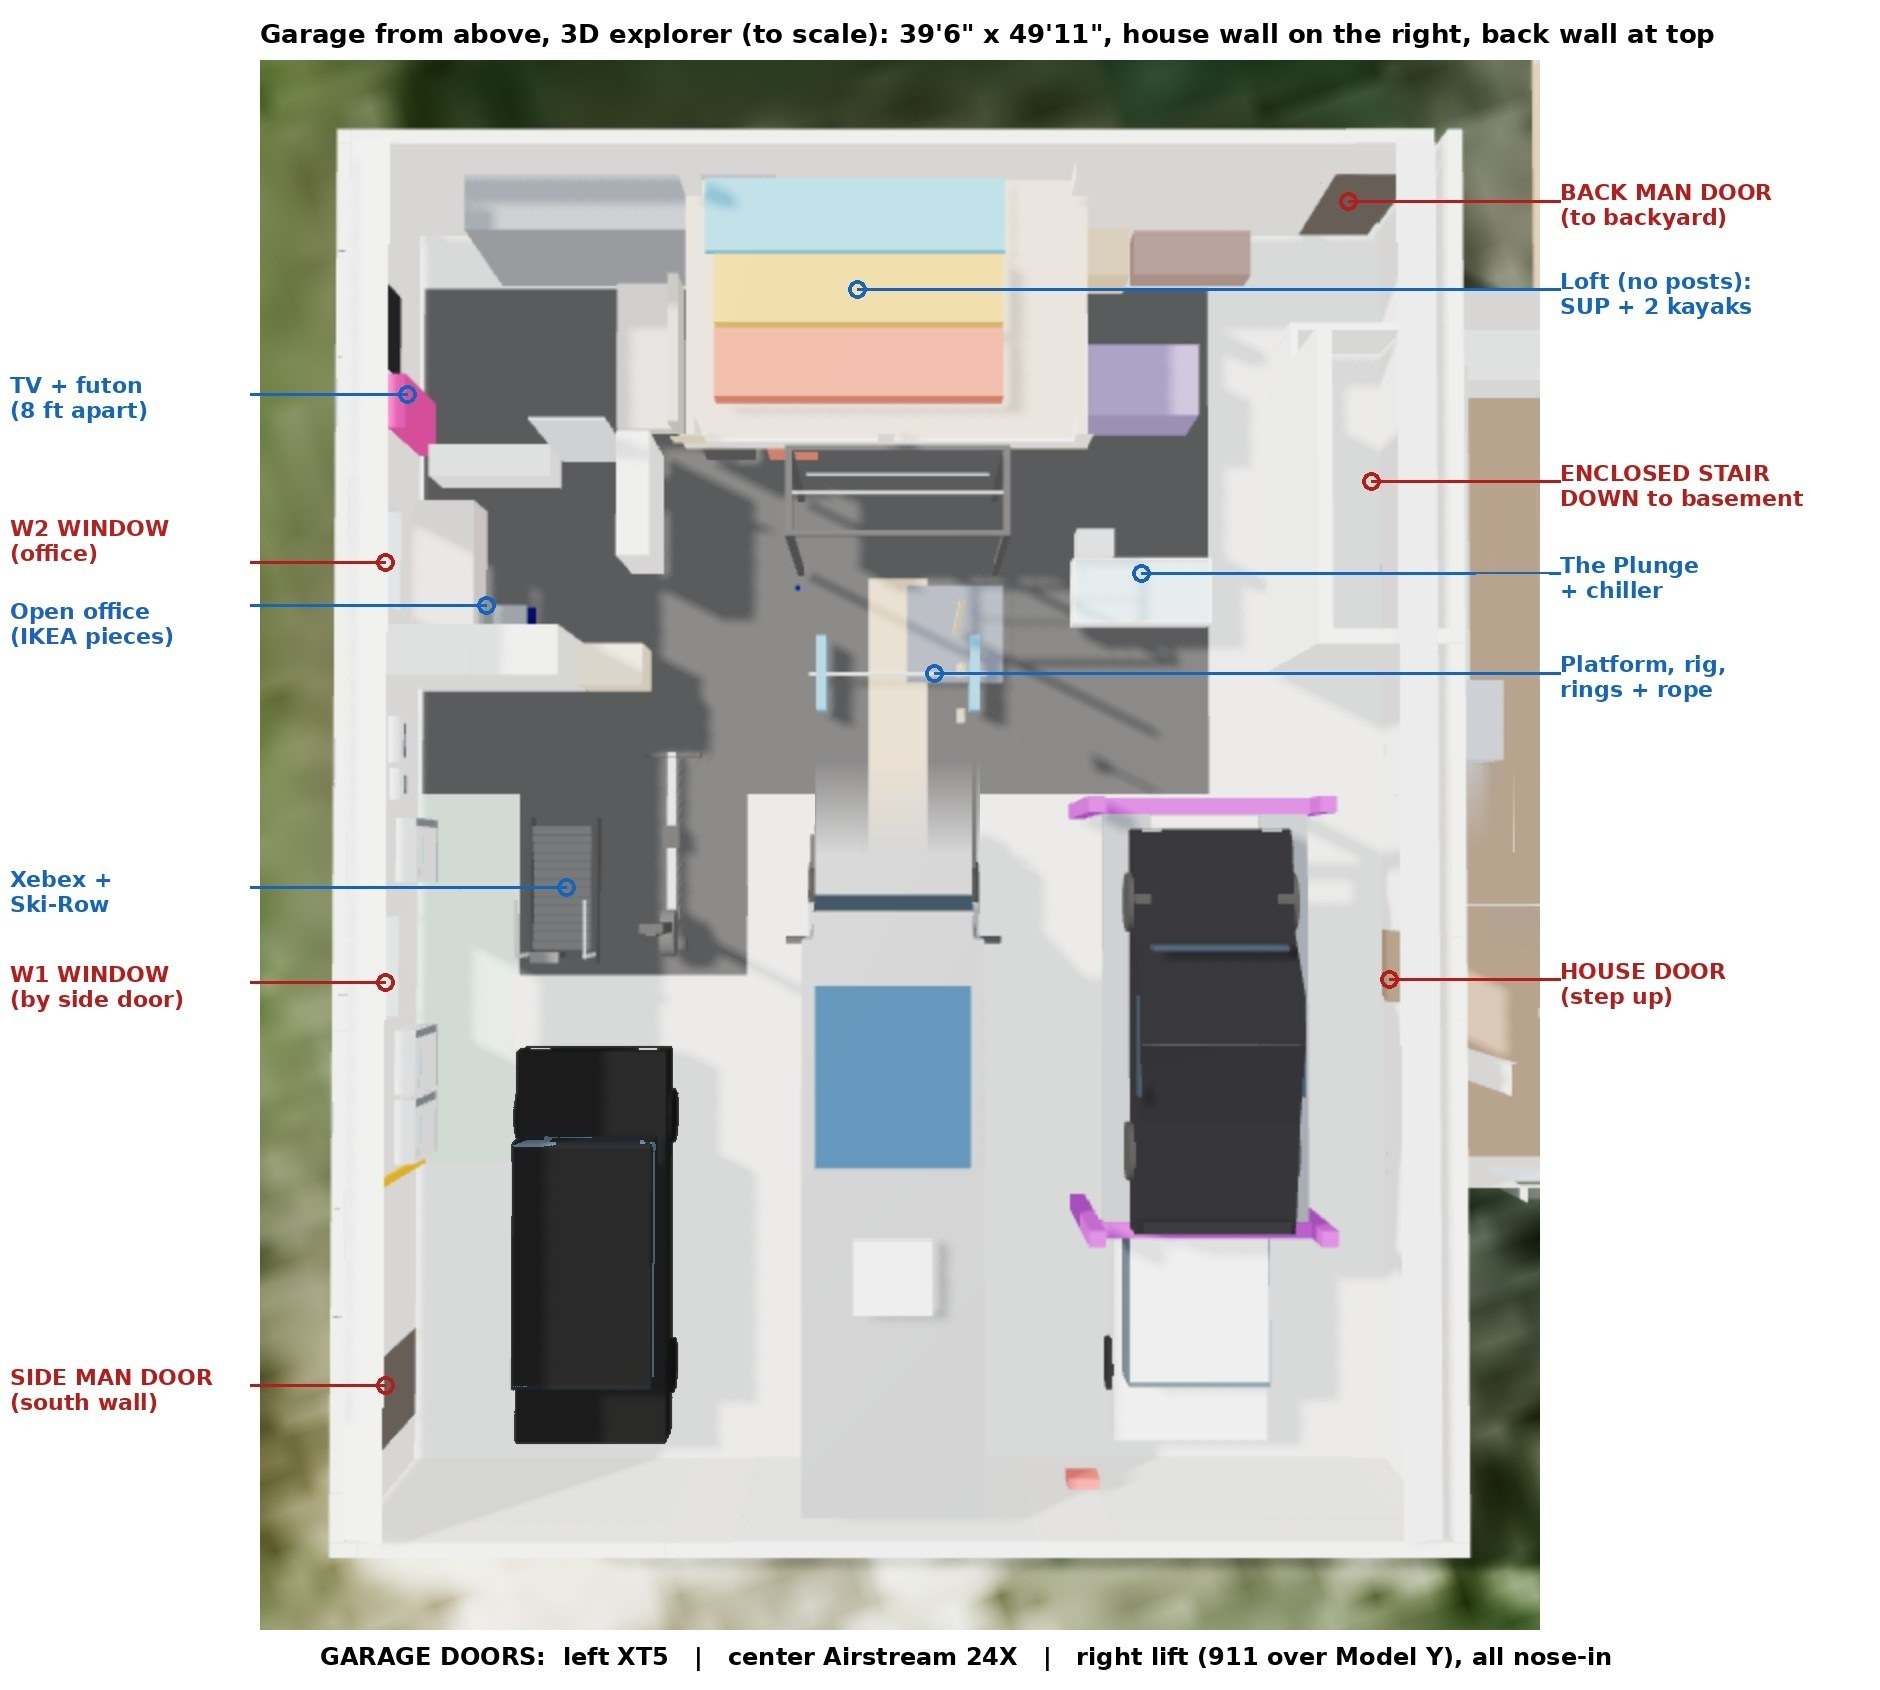 Garage from above, 3D explorer (to scale): 39'6" x 49'11", house wall on the right, back wall at top
BACK MAN DOOR
(to backyard)
Loft (no posts):
SUP + 2 kayaks
TV + futon
(8 ft apart)
ENCLOSED STAIR
DOWN to basement
W2 WINDOW
(office)
The Plunge
+ chiller
Open office
(IKEA pieces)
Platform, rig,
rings + rope
Xebex +
Ski-Row
W1 WINDOW
(by side door)
HOUSE DOOR
(step up)
SIDE MAN DOOR
(south wall)
GARAGE DOORS:  left XT5   |   center Airstream 24X   |   right lift (911 over Model Y), all nose-in